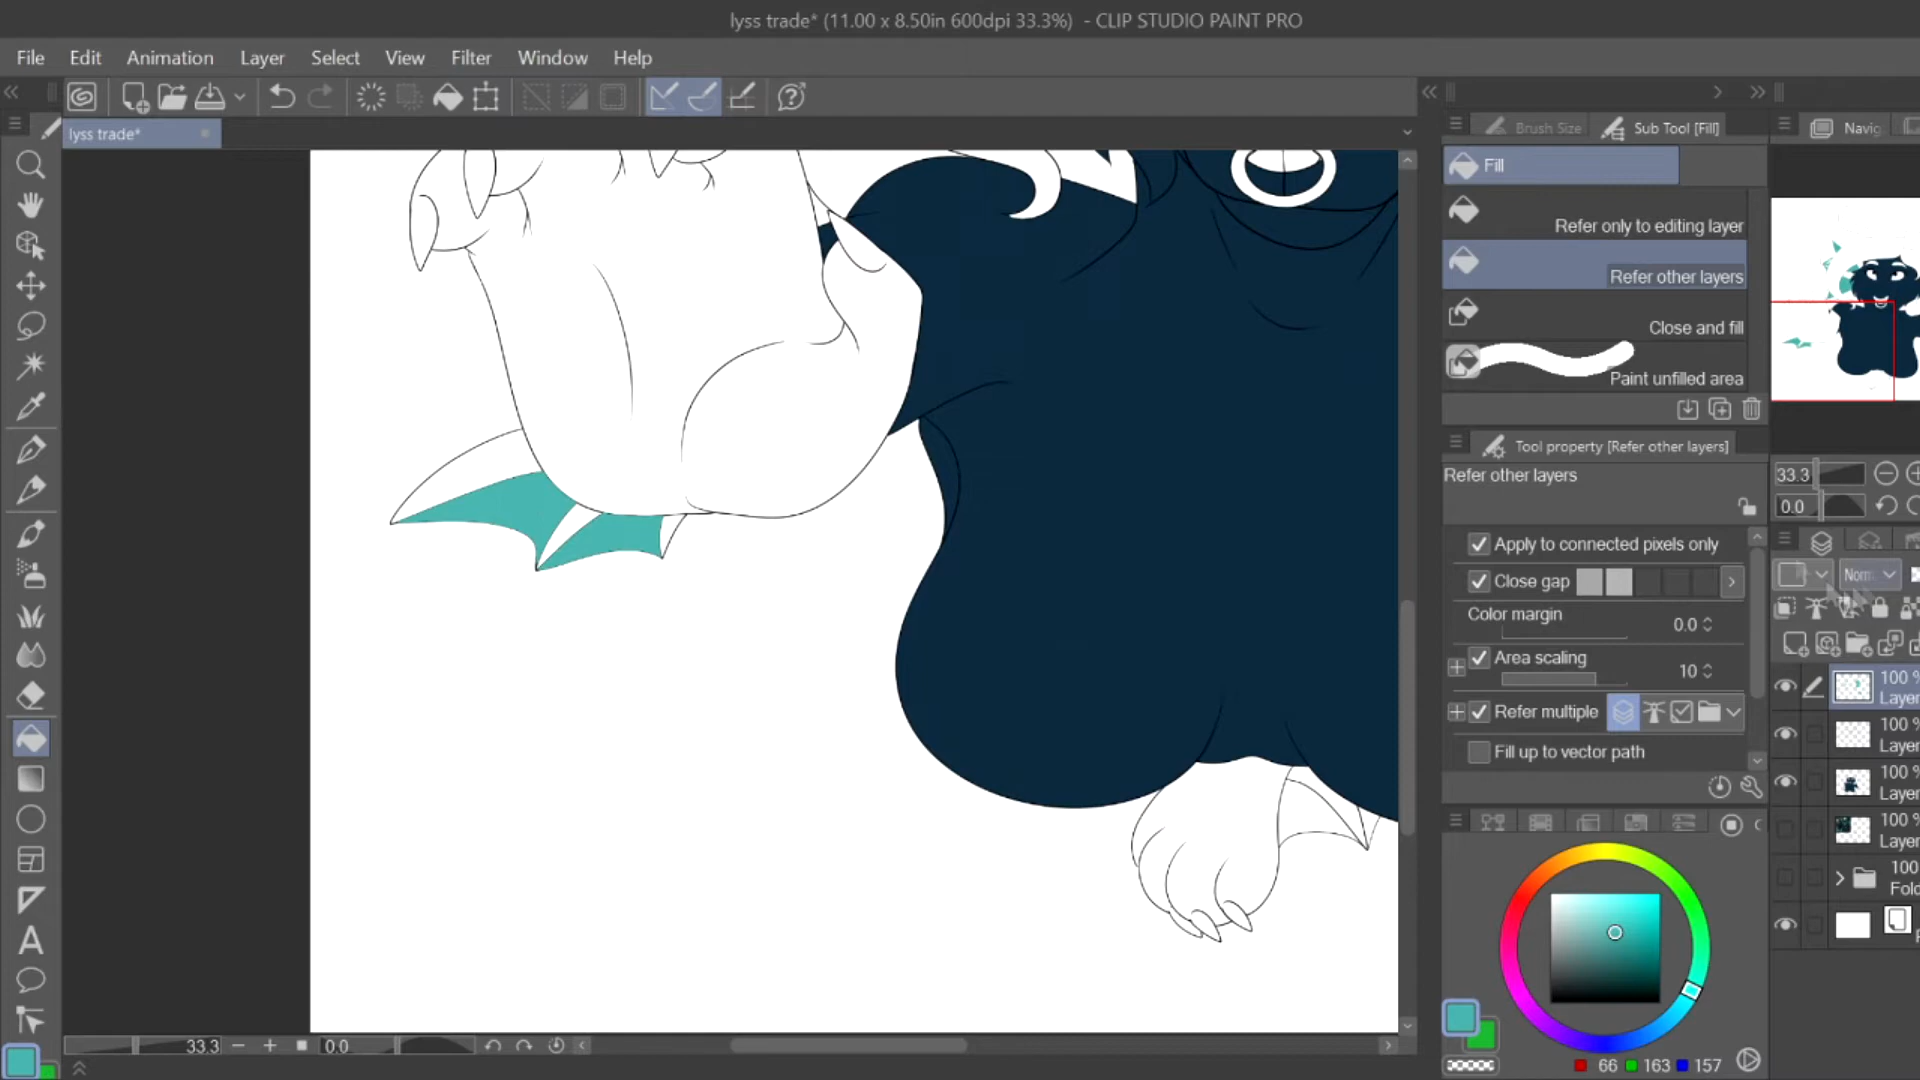 lyss trade* (11.00 x 8.50in 600dpi 33.3%) - CLIP STUDIO PAINT PRO
File Edit Animation Layer Select View Filter Window Help
lyss trade*
Brush Size Sub Tool [Fill] Navig
Fill
Refer only to editing layer
Refer other layers
Close and fill
Paint unfilled area
Tool property [Refer other layers]
Refer other layers
33.3
0.0
Apply to connected pixels only
Close gap
Norm
Color margin 0.0
Area scaling 10
Refer multiple
Fill up to vector path
100 %
Layer
100 %
Layer
100 %
Layer
100 %
Layer
100
Fold
33.3 0.0
66 163 157